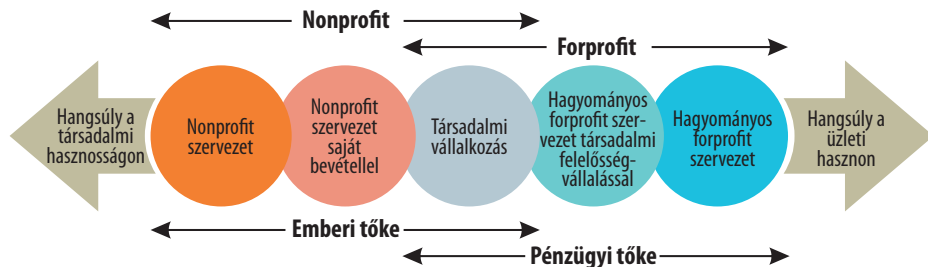 Nonprofit
Forprofit
Hangsúly a
társadalmi
hasznosságon
Nonprofit
szervezet
Nonprofit
szervezet
saját
bevétellel
Társadalmi
vállalkozás
Hagyományos
forprofit szer-
vezet társadalmi
felelősség-
vállalással
Hagyományos
forprofit
szervezet
Hangsúly a
üzleti
hasznon
Emberi tőke
Pénzügyi tőke